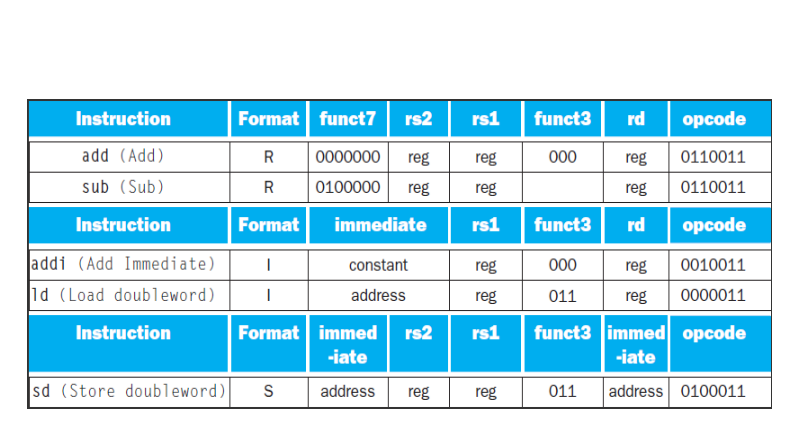 Instruction Format funct7 rs2 rs1 funct3 rd opcode
add (Add) R 0000000 reg reg 000 reg 0110011
sub (Sub) R 0100000 reg reg reg 0110011
Instruction Format immediate rs1 funct3 rd opcode
addi (Add Immediate) I constant reg 000 reg 0010011
ld (Load doubleword) I address reg 011 reg 0000011
Instruction Format immed rs2 rs1 funct3 immed opcode
-iate -iate
sd (Store doubleword) S address reg reg 011 address 0100011